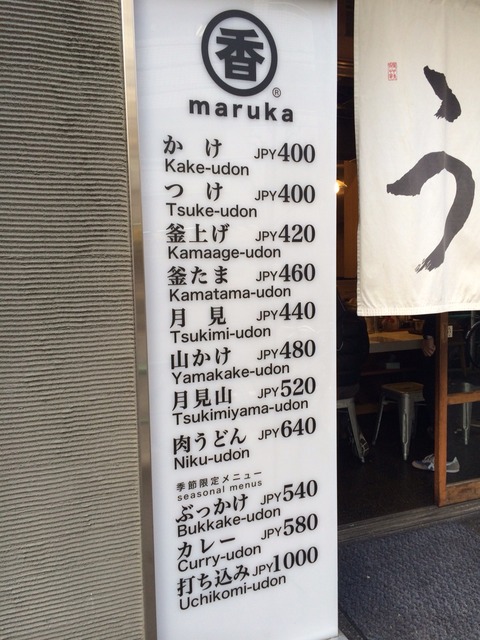 香
®
maruka
かけ JPY400
Kake-udon
つけ JPY400
Tsuke-udon
釜上げ JPY420
Kamaage-udon
釜たま JPY460
Kamatama-udon
月見 JPY440
Tsukimi-udon
山かけ JPY480
Yamakake-udon
月見山 JPY520
Tsukimiyama-udon
肉うどん JPY640
Niku-udon
季節限定メニュー
seasonal menus
ぶっかけ JPY540
Bukkake-udon
カレー JPY580
Curry-udon
打ち込み JPY1000
Uchikomi-udon
う